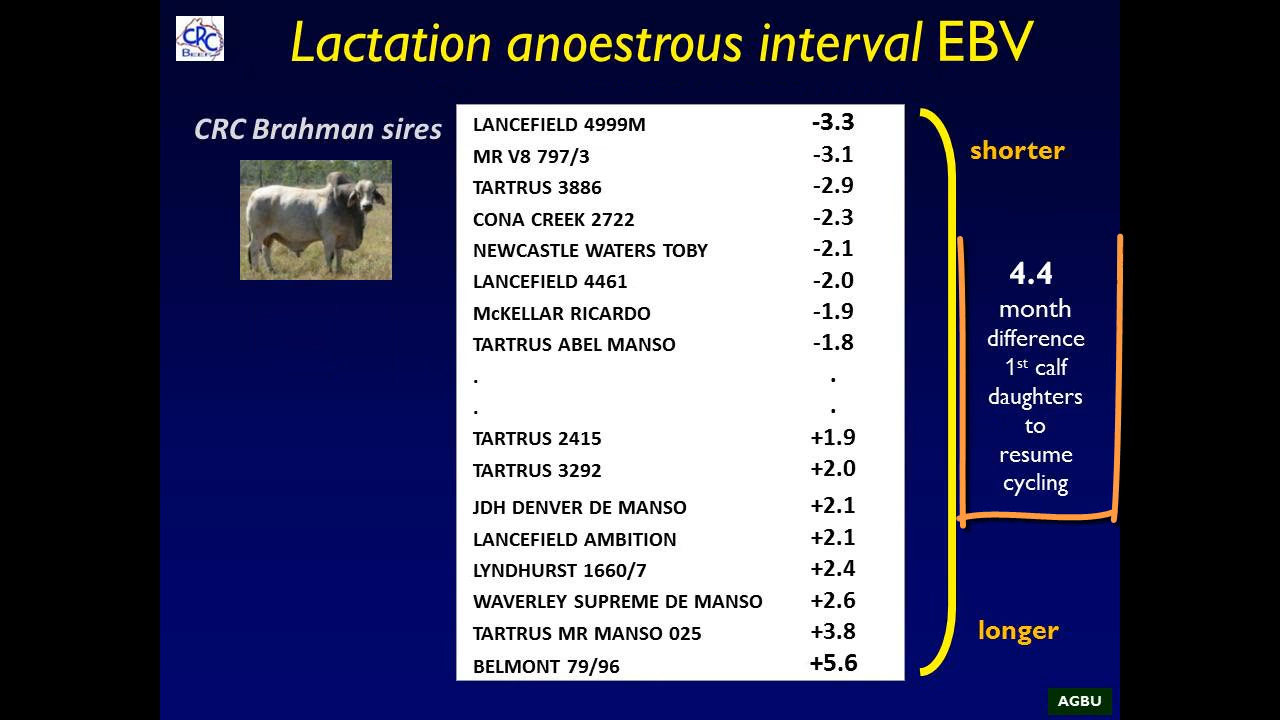 CRC
BEEF
Lactation anoestrous interval EBV
CRC Brahman sires
LANCEFIELD 4999M -3.3
MR V8 797/3 -3.1
TARTRUS 3886 -2.9
CONA CREEK 2722 -2.3
NEWCASTLE WATERS TOBY -2.1
LANCEFIELD 4461 -2.0
McKELLAR RICARDO -1.9
TARTRUS ABEL MANSO -1.8
. .
. .
TARTRUS 2415 +1.9
TARTRUS 3292 +2.0
JDH DENVER DE MANSO +2.1
LANCEFIELD AMBITION +2.1
LYNDHURST 1660/7 +2.4
WAVERLEY SUPREME DE MANSO +2.6
TARTRUS MR MANSO 025 +3.8
BELMONT 79/96 +5.6
shorter
4.4
month
difference
1st calf
daughters
to
resume
cycling
longer
AGBU